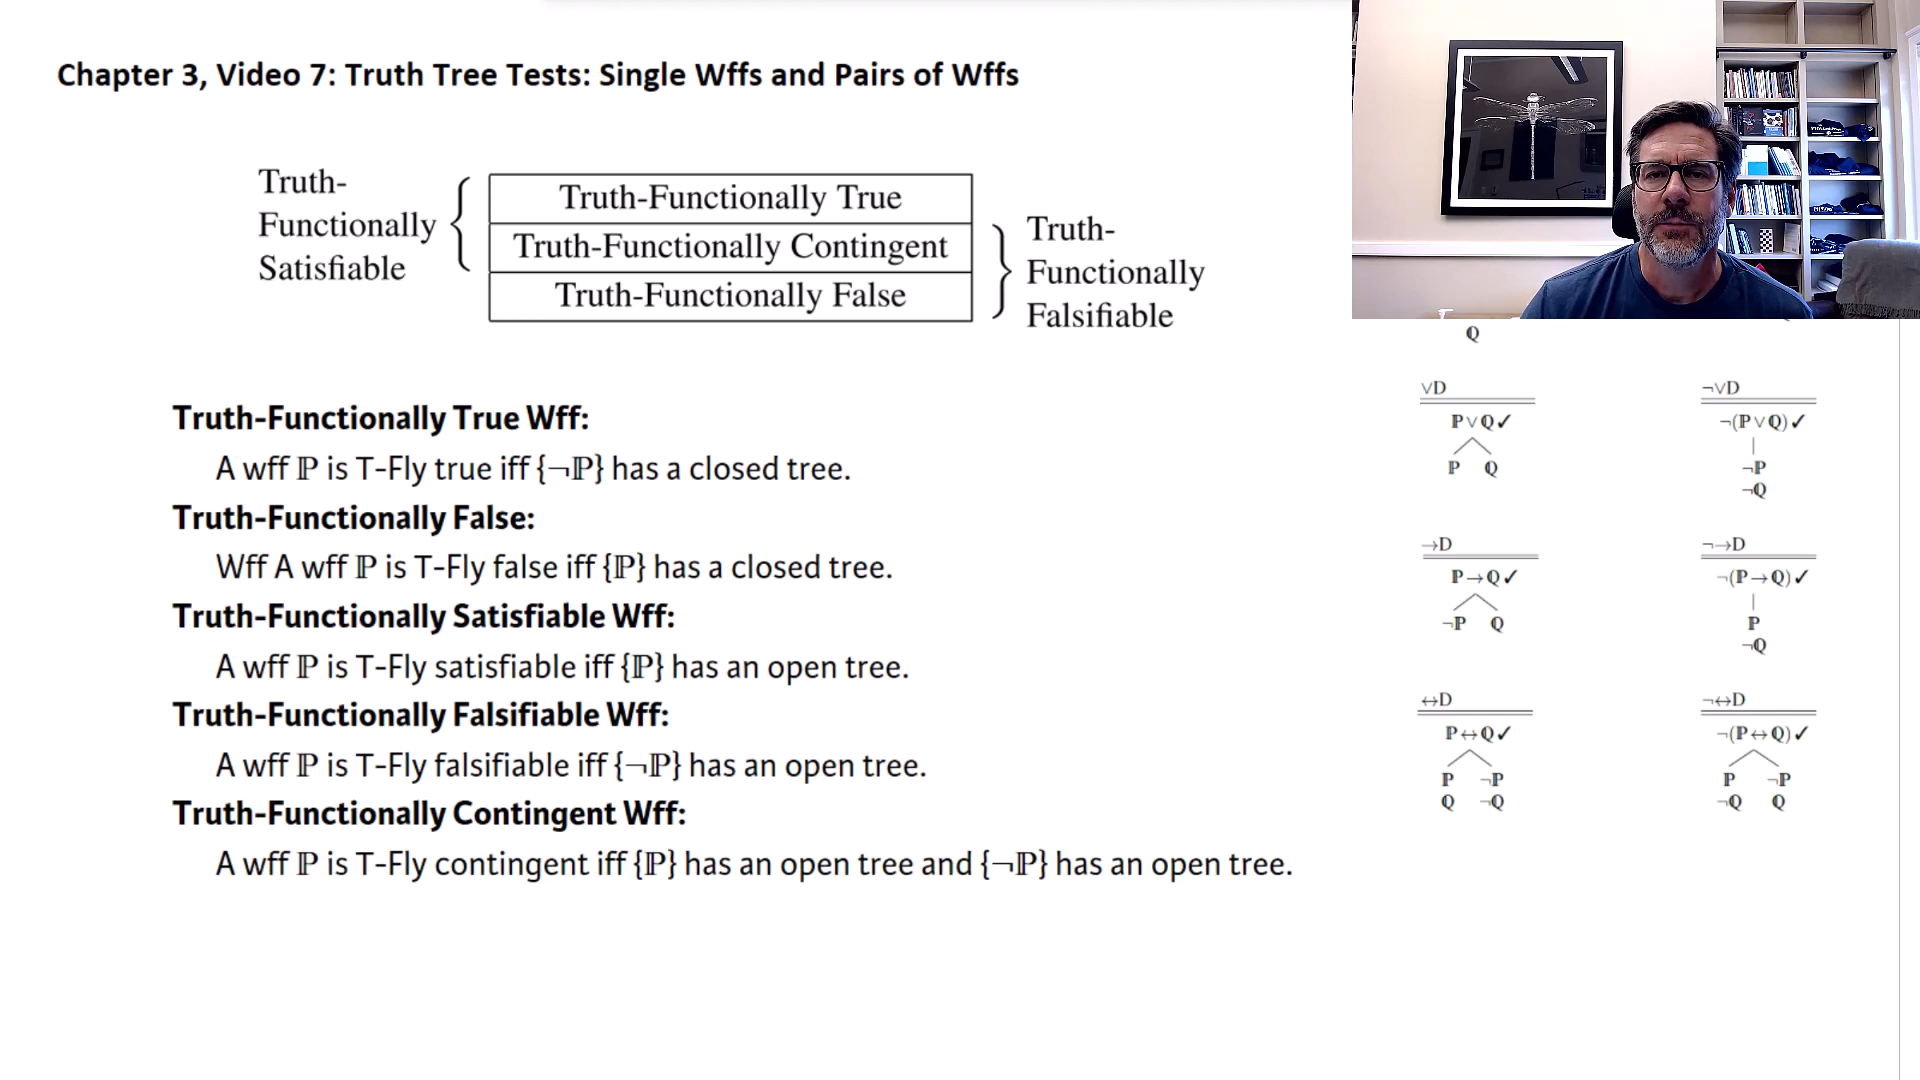 Chapter 3, Video 7: Truth Tree Tests: Single Wffs and Pairs of Wffs
Truth-
Functionally
Satisfiable
Truth-Functionally True
Truth-Functionally Contingent
Truth-Functionally False
Truth-
Functionally
Falsifiable
Truth-Functionally True Wff:
A wff ℙ is T-Fly true iff {¬ℙ} has a closed tree.
Truth-Functionally False:
Wff A wff ℙ is T-Fly false iff {ℙ} has a closed tree.
Truth-Functionally Satisfiable Wff:
A wff ℙ is T-Fly satisfiable iff {ℙ} has an open tree.
Truth-Functionally Falsifiable Wff:
A wff ℙ is T-Fly falsifiable iff {¬ℙ} has an open tree.
Truth-Functionally Contingent Wff:
A wff ℙ is T-Fly contingent iff {ℙ} has an open tree and {¬ℙ} has an open tree.
ℚ
∨D
ℙ∨ℚ✓
ℙ ℚ
¬∨D
¬(ℙ∨ℚ)✓
¬ℙ
¬ℚ
→D
ℙ→ℚ✓
¬ℙ ℚ
¬→D
¬(ℙ→ℚ)✓
ℙ
¬ℚ
↔D
ℙ↔ℚ✓
ℙ ¬ℙ
ℚ ¬ℚ
¬↔D
¬(ℙ↔ℚ)✓
ℙ ¬ℙ
¬ℚ ℚ